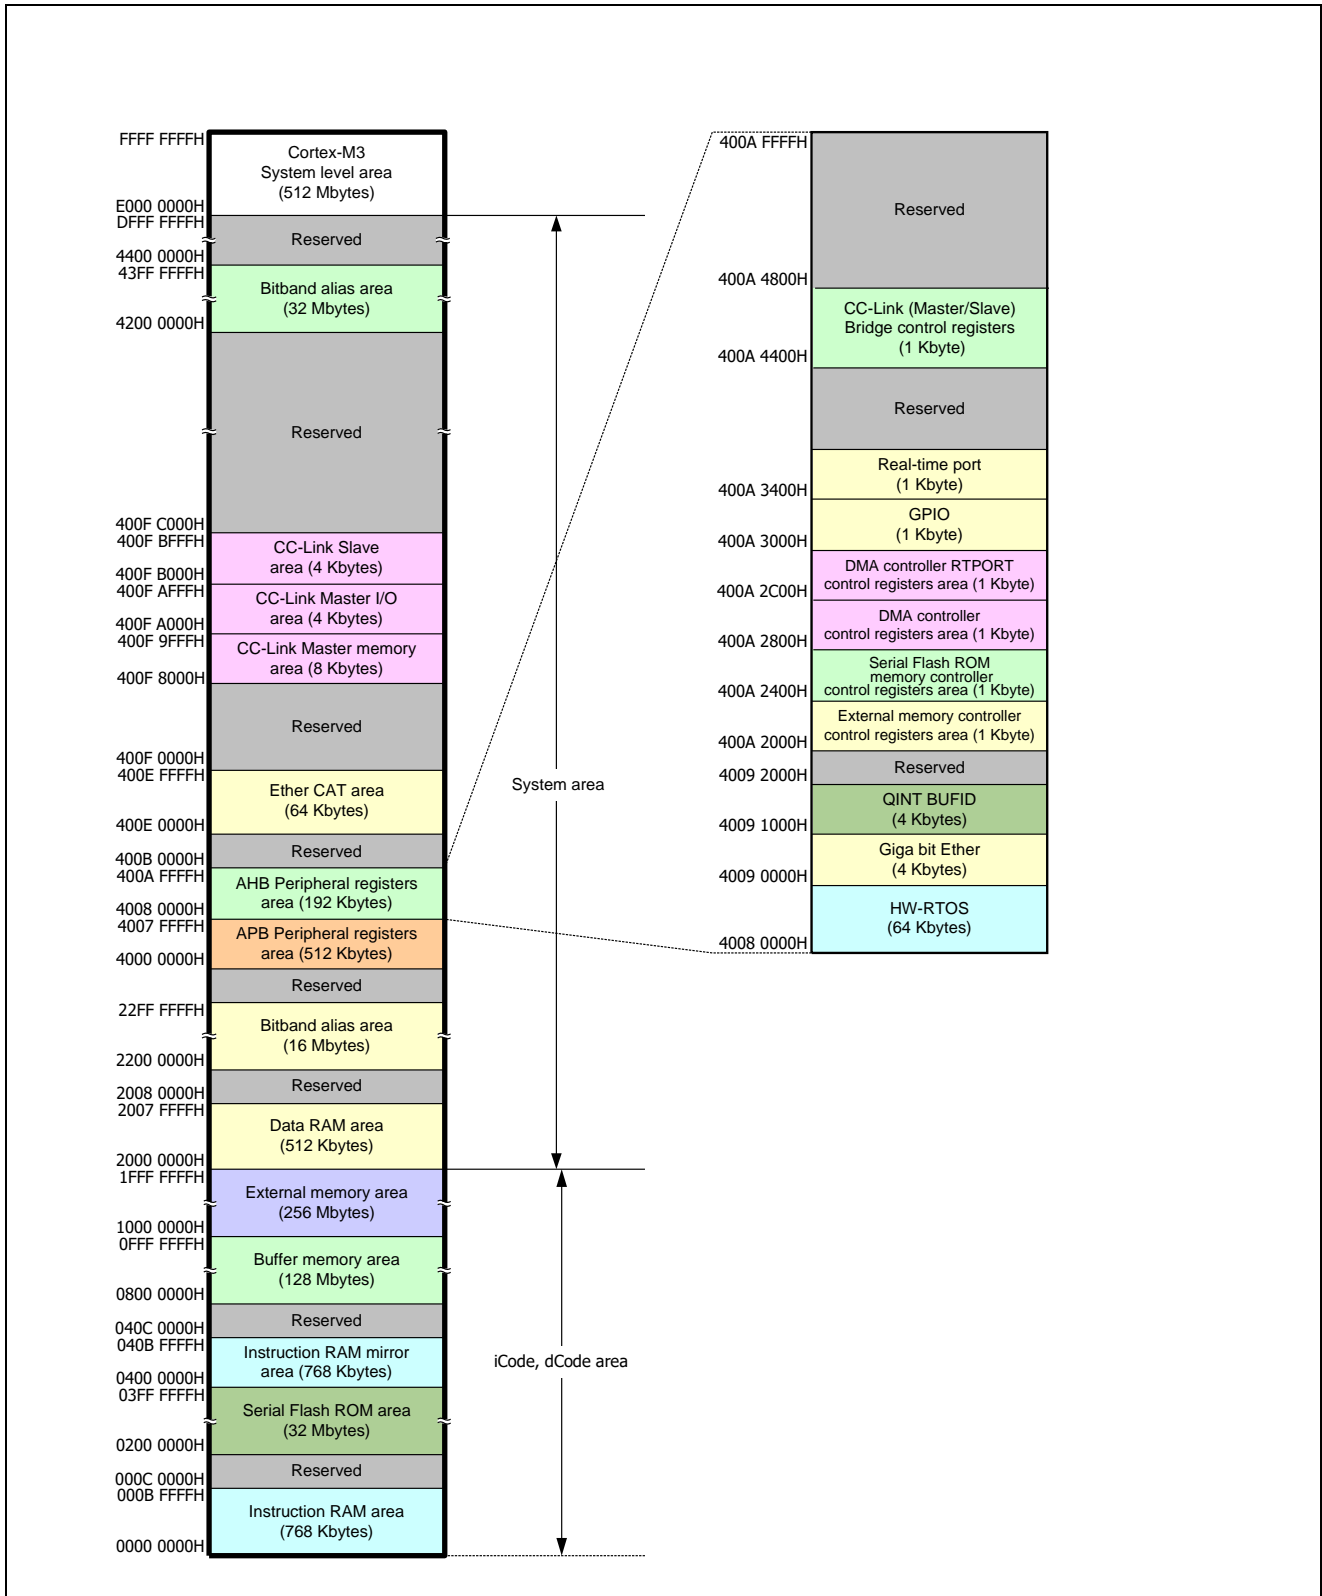 FFFF FFFFH
Cortex-M3
System level area
(512 Mbytes)
E000 0000H
DFFF FFFFH
Reserved
4400 0000H
43FF FFFFH
Bitband alias area
(32 Mbytes)
4200 0000H
Reserved
400F C000H
400F BFFFH
CC-Link Slave
area (4 Kbytes)
400F B000H
400F AFFFH
CC-Link Master I/O
area (4 Kbytes)
400F A000H
400F 9FFFH
CC-Link Master memory
area (8 Kbytes)
400F 8000H
Reserved
400F 0000H
400E FFFFH
Ether CAT area
(64 Kbytes)
400E 0000H
Reserved
400B 0000H
400A FFFFH
AHB Peripheral registers
area (192 Kbytes)
4008 0000H
4007 FFFFH
APB Peripheral registers
area (512 Kbytes)
4000 0000H
Reserved
22FF FFFFH
Bitband alias area
(16 Mbytes)
2200 0000H
Reserved
2008 0000H
2007 FFFFH
Data RAM area
(512 Kbytes)
2000 0000H
1FFF FFFFH
External memory area
(256 Mbytes)
1000 0000H
0FFF FFFFH
Buffer memory area
(128 Mbytes)
0800 0000H
Reserved
040C 0000H
040B FFFFH
Instruction RAM mirror
area (768 Kbytes)
0400 0000H
03FF FFFFH
Serial Flash ROM area
(32 Mbytes)
0200 0000H
Reserved
000C 0000H
000B FFFFH
Instruction RAM area
(768 Kbytes)
0000 0000H
System area
iCode, dCode area
400A FFFFH
Reserved
400A 4800H
CC-Link (Master/Slave)
Bridge control registers
(1 Kbyte)
400A 4400H
Reserved
Real-time port
(1 Kbyte)
400A 3400H
GPIO
(1 Kbyte)
400A 3000H
DMA controller RTPORT
control registers area (1 Kbyte)
400A 2C00H
DMA controller
control registers area (1 Kbyte)
400A 2800H
Serial Flash ROM
memory controller
control registers area (1 Kbyte)
400A 2400H
External memory controller
control registers area (1 Kbyte)
400A 2000H
Reserved
4009 2000H
QINT BUFID
(4 Kbytes)
4009 1000H
Giga bit Ether
(4 Kbytes)
4009 0000H
HW-RTOS
(64 Kbytes)
4008 0000H